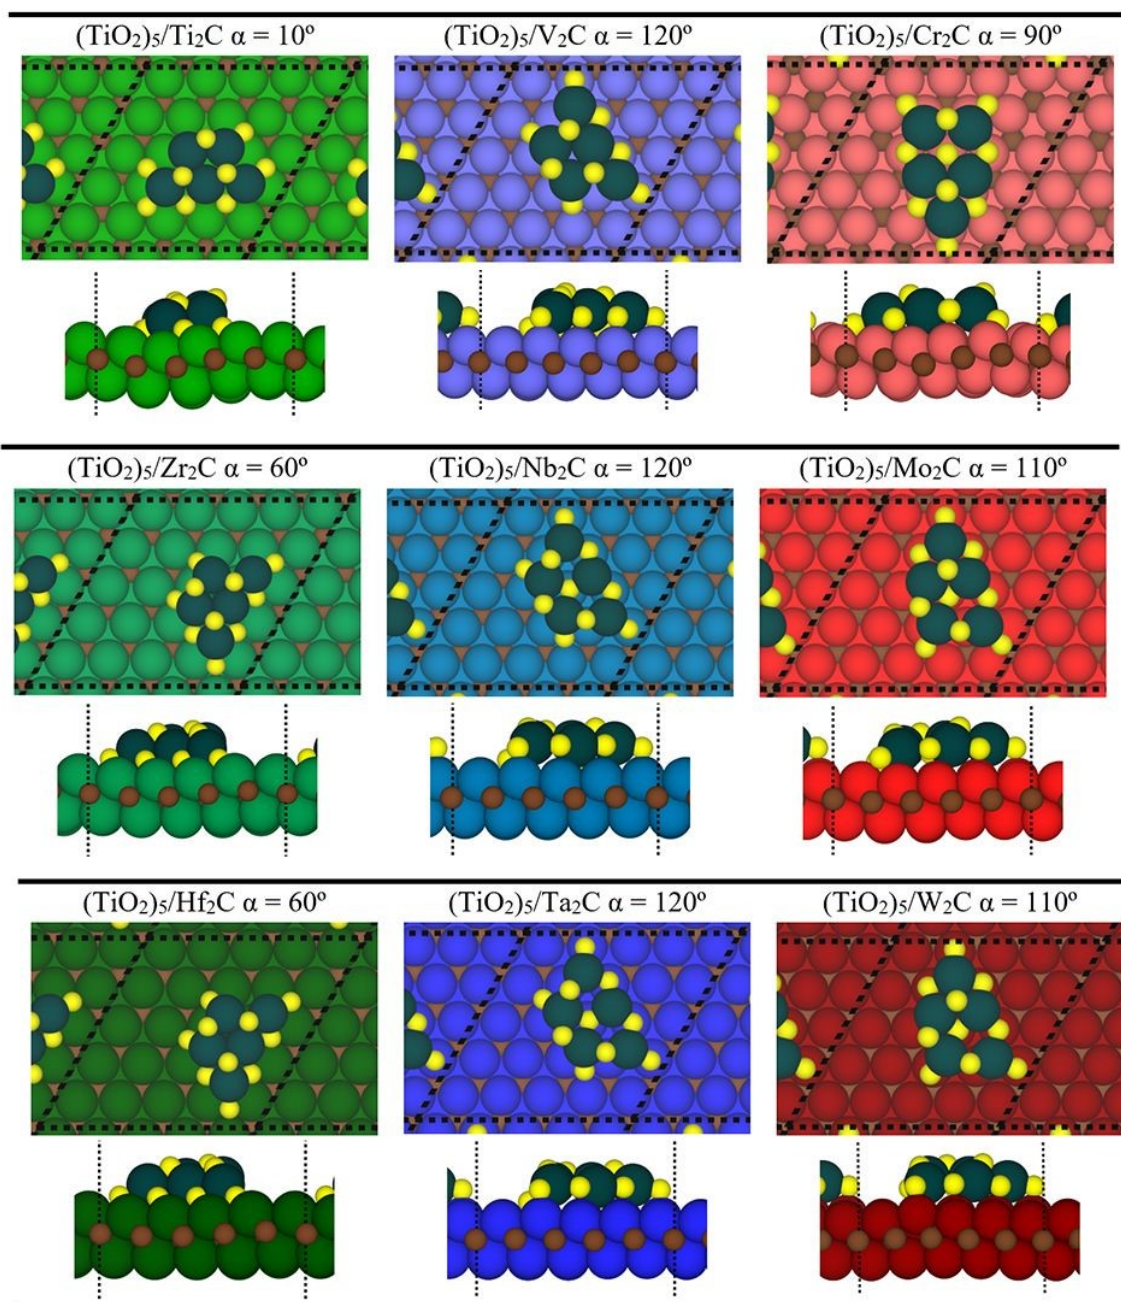 (TiO₂)₅/Ti₂C α = 10º
(TiO₂)₅/V₂C α = 120º
(TiO₂)₅/Cr₂C α = 90º
(TiO₂)₅/Zr₂C α = 60º
(TiO₂)₅/Nb₂C α = 120º
(TiO₂)₅/Mo₂C α = 110º
(TiO₂)₅/Hf₂C α = 60º
(TiO₂)₅/Ta₂C α = 120º
(TiO₂)₅/W₂C α = 110º